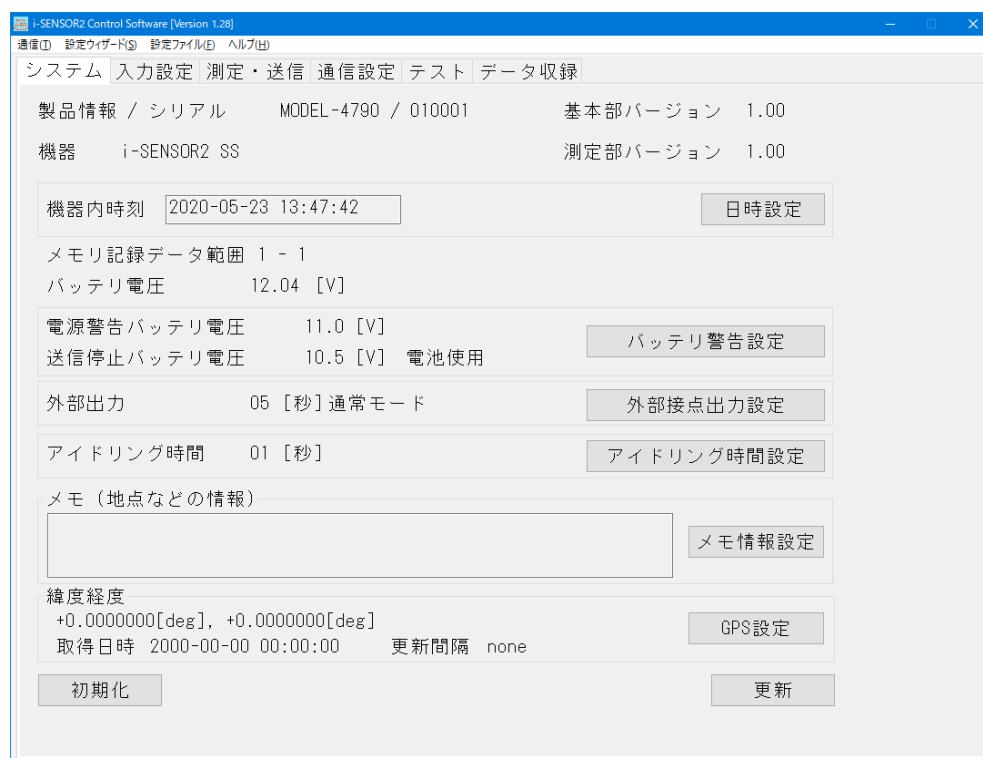 i-SENSOR2 Control Software [Version 1.28]
通信(T) 設定ウィザード(S) 設定ファイル(F) ヘルプ(H)
システム 入力設定 測定・送信 通信設定 テスト データ収録
製品情報 / シリアル MODEL-4790 / 010001 基本部バージョン 1.00
機器 i-SENSOR2 SS 測定部バージョン 1.00
機器内時刻 2020-05-23 13:47:42 日時設定
メモリ記録データ範囲 1 - 1
バッテリ電圧 12.04 [V]
電源警告バッテリ電圧 11.0 [V]
バッテリ警告設定
送信停止バッテリ電圧 10.5 [V] 電池使用
外部出力 05 [秒]通常モード 外部接点出力設定
アイドリング時間 01 [秒] アイドリング時間設定
メモ（地点などの情報）
メモ情報設定
緯度経度
+0.0000000[deg], +0.0000000[deg]
GPS設定
取得日時 2000-00-00 00:00:00 更新間隔 none
初期化 更新